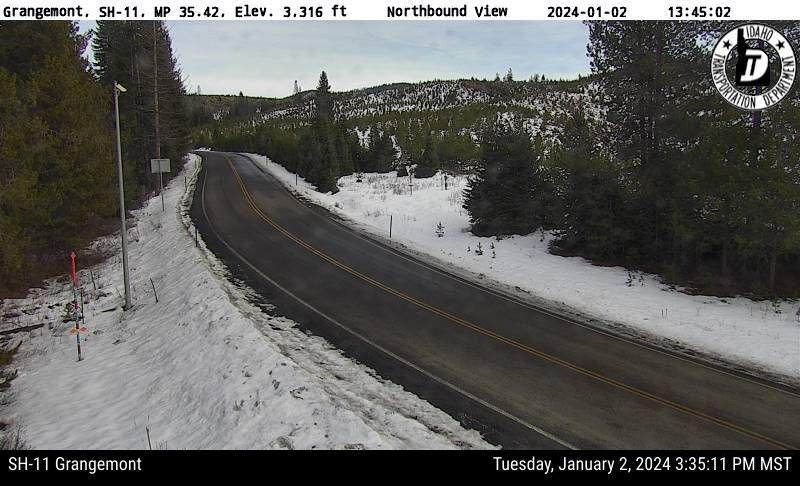 Grangemont, SH-11, MP 35.42, Elev. 3,316 ft Northbound View 2024-01-02 13:45:02
IDAHO
TRANSPORTATION DEPARTMENT
SH-11 Grangemont Tuesday, January 2, 2024 3:35:11 PM MST